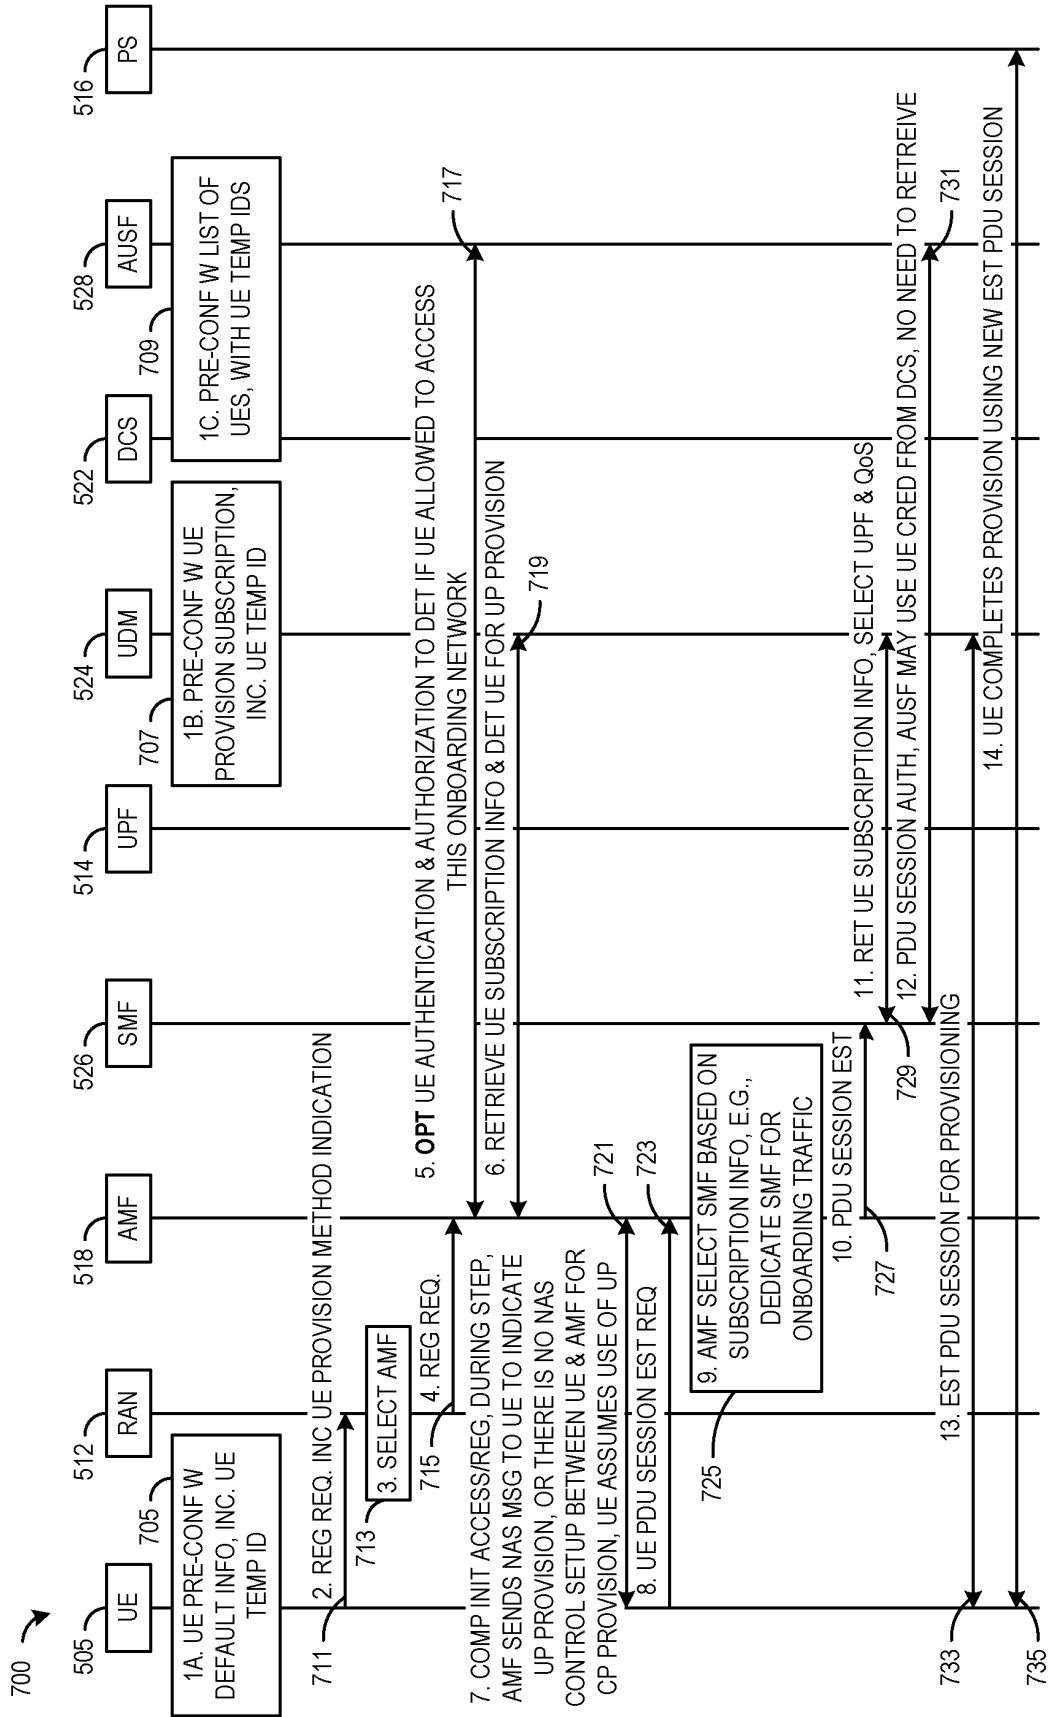 700
505
UE
512
RAN
518
AMF
526
SMF
514
UPF
524
UDM
522
DCS
528
AUSF
516
PS
705
1A. UE PRE-CONF W
DEFAULT INFO, INC. UE
TEMP ID
707
1B. PRE-CONF W UE
PROVISION SUBSCRIPTION,
INC. UE TEMP ID
709
1C. PRE-CONF W LIST OF
UES, WITH UE TEMP IDS
2. REG REQ. INC UE PROVISION METHOD INDICATION
711
713
3. SELECT AMF
715
4. REG REQ.
5. OPT UE AUTHENTICATION & AUTHORIZATION TO DET IF UE ALLOWED TO ACCESS
THIS ONBOARDING NETWORK
717
6. RETRIEVE UE SUBSCRIPTION INFO & DET UE FOR UP PROVISION
719
7. COMP INIT ACCESS/REG, DURING STEP,
AMF SENDS NAS MSG TO UE TO INDICATE
UP PROVISION, OR THERE IS NO NAS
CONTROL SETUP BETWEEN UE & AMF FOR
CP PROVISION, UE ASSUMES USE OF UP
721
8. UE PDU SESSION EST REQ
723
725
9. AMF SELECT SMF BASED ON
SUBSCRIPTION INFO, E.G.,
DEDICATE SMF FOR
ONBOARDING TRAFFIC
10. PDU SESSION EST
727
11. RET UE SUBSCRIPTION INFO, SELECT UPF & QoS
729
12. PDU SESSION AUTH, AUSF MAY USE UE CRED FROM DCS, NO NEED TO RETREIVE
731
13. EST PDU SESSION FOR PROVISIONING
733
14. UE COMPLETES PROVISION USING NEW EST PDU SESSION
735